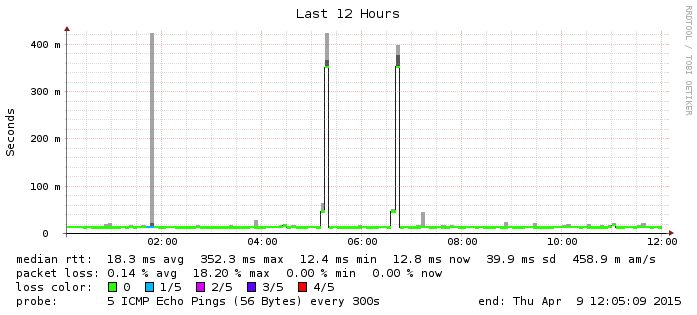 Last 12 Hours
RRDTOOL / TOBI OETIKER
Seconds
400 m
300 m
200 m
100 m
0
02:00 04:00 06:00 08:00 10:00 12:00
median rtt: 18.3 ms avg 352.3 ms max 12.4 ms min 12.8 ms now 39.9 ms sd 458.9 m am/s
packet loss: 0.14 % avg 18.20 % max 0.00 % min 0.00 % now
loss color: 0 1/5 2/5 3/5 4/5
probe: 5 ICMP Echo Pings (56 Bytes) every 300s end: Thu Apr 9 12:05:09 2015